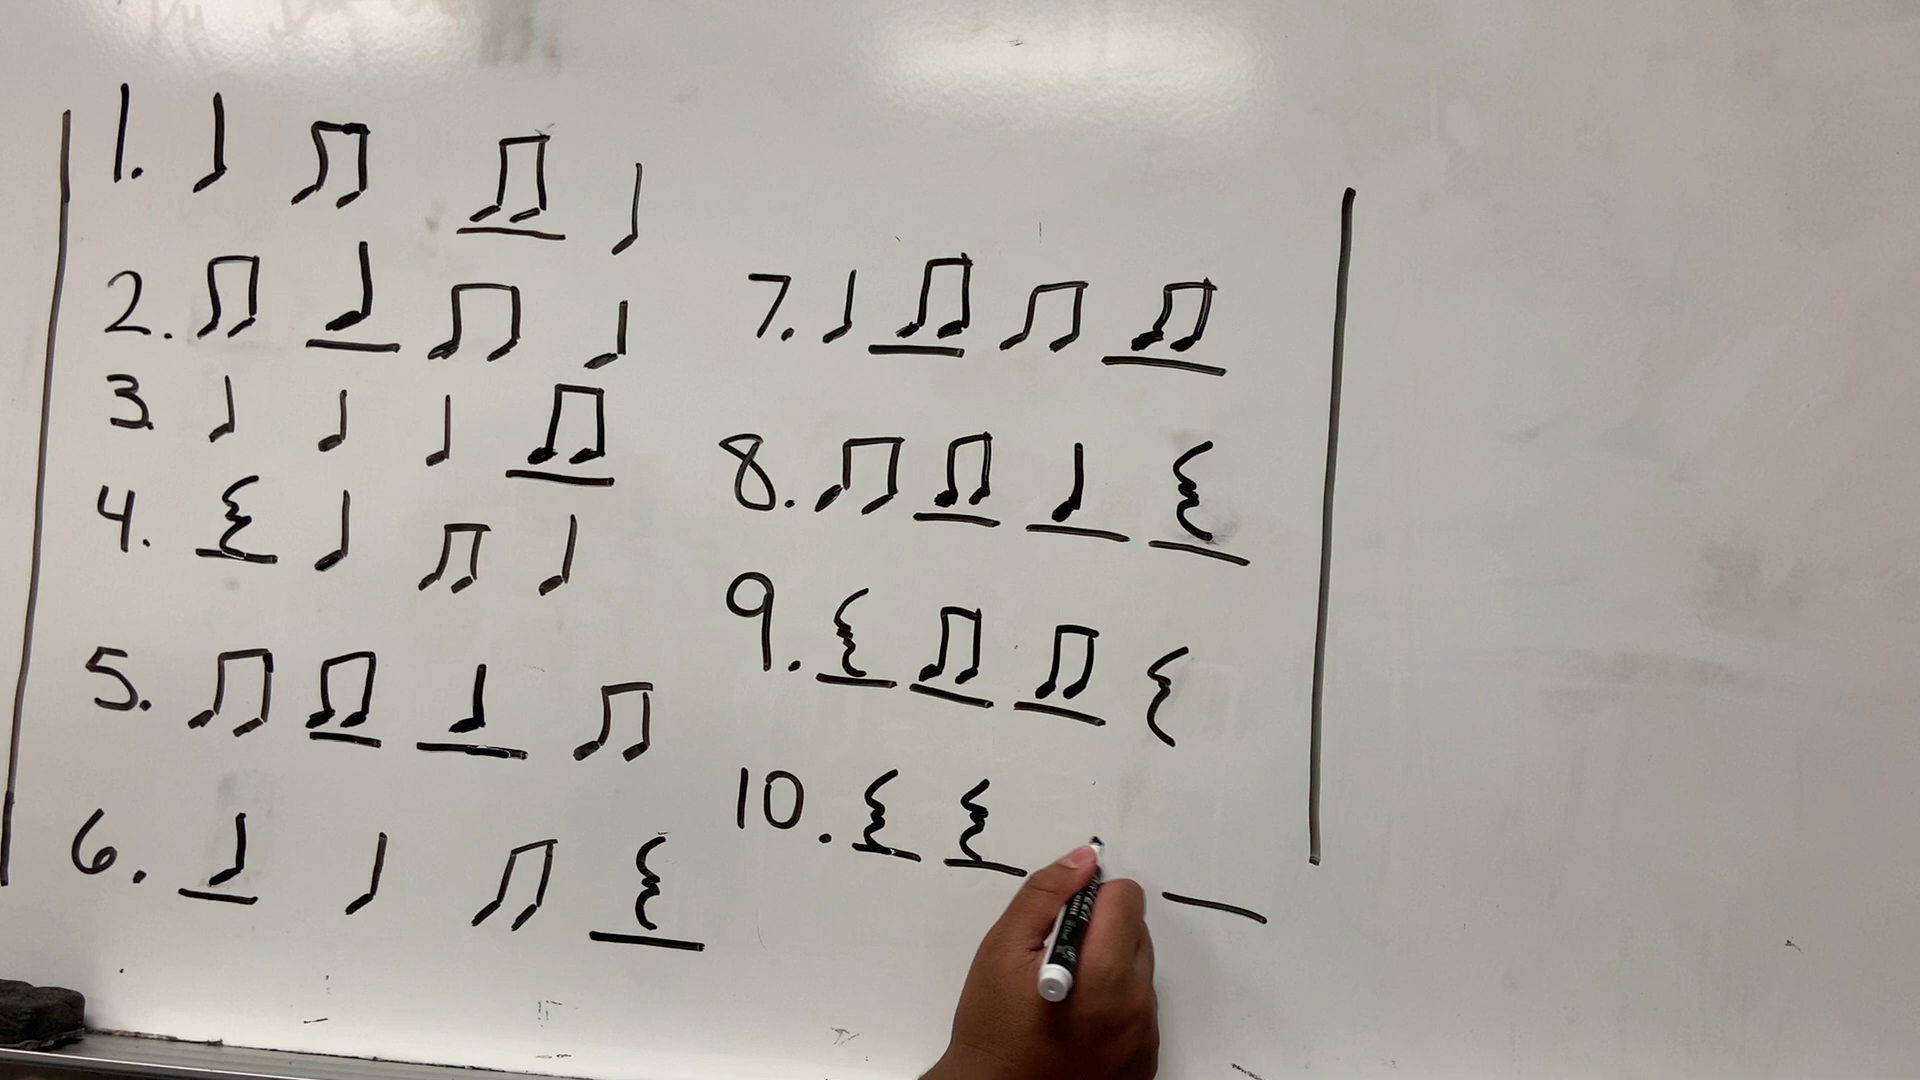 1. ♩ ♫ ♫ ♩
2. ♫ ♩ ♫ ♩
3. ♩ ♩ ♩ ♫
4. 𝄽 ♩ ♫ ♩
5. ♫ ♫ ♩ ♫
6. ♩ ♩ ♫ 𝄽
7. ♩ ♫ ♫ ♫
8. ♫ ♫ ♩ 𝄽
9. 𝄽 ♫ ♫ 𝄽
10. 𝄽 𝄽